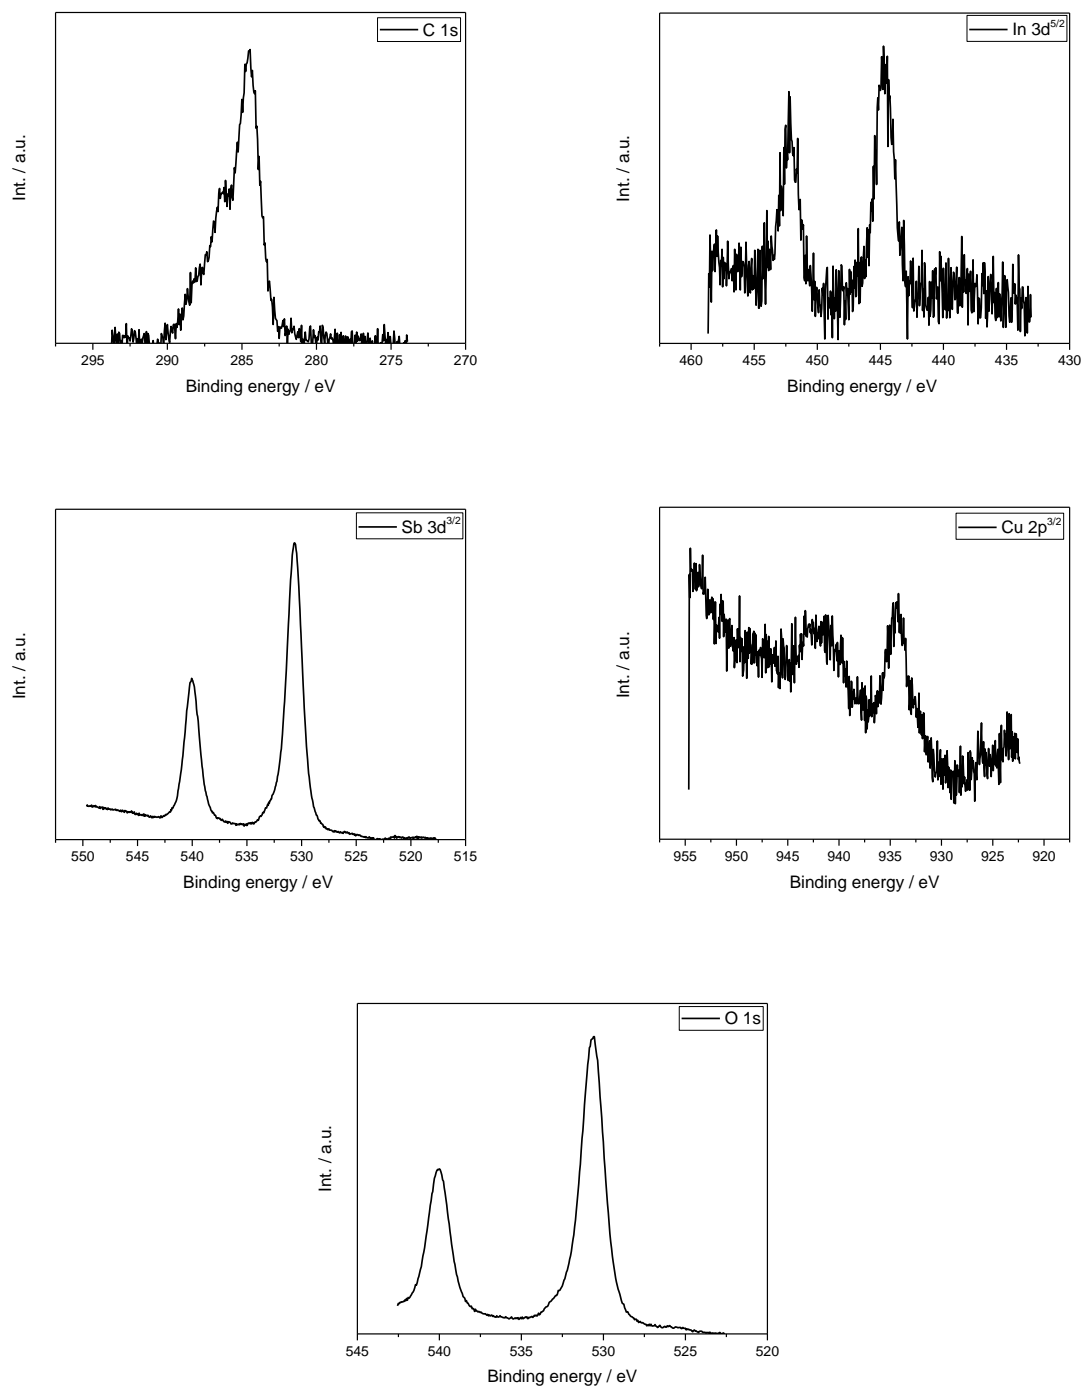 C 1s
Int. / a.u.
295 290 285 280 275 270
Binding energy / eV
In 3d5/2
Int. / a.u.
460 455 450 445 440 435 430
Binding energy / eV
Sb 3d3/2
Int. / a.u.
550 545 540 535 530 525 520 515
Binding energy / eV
Cu 2p3/2
Int. / a.u.
955 950 945 940 935 930 925 920
Binding energy / eV
O 1s
Int. / a.u.
545 540 535 530 525 520
Binding energy / eV